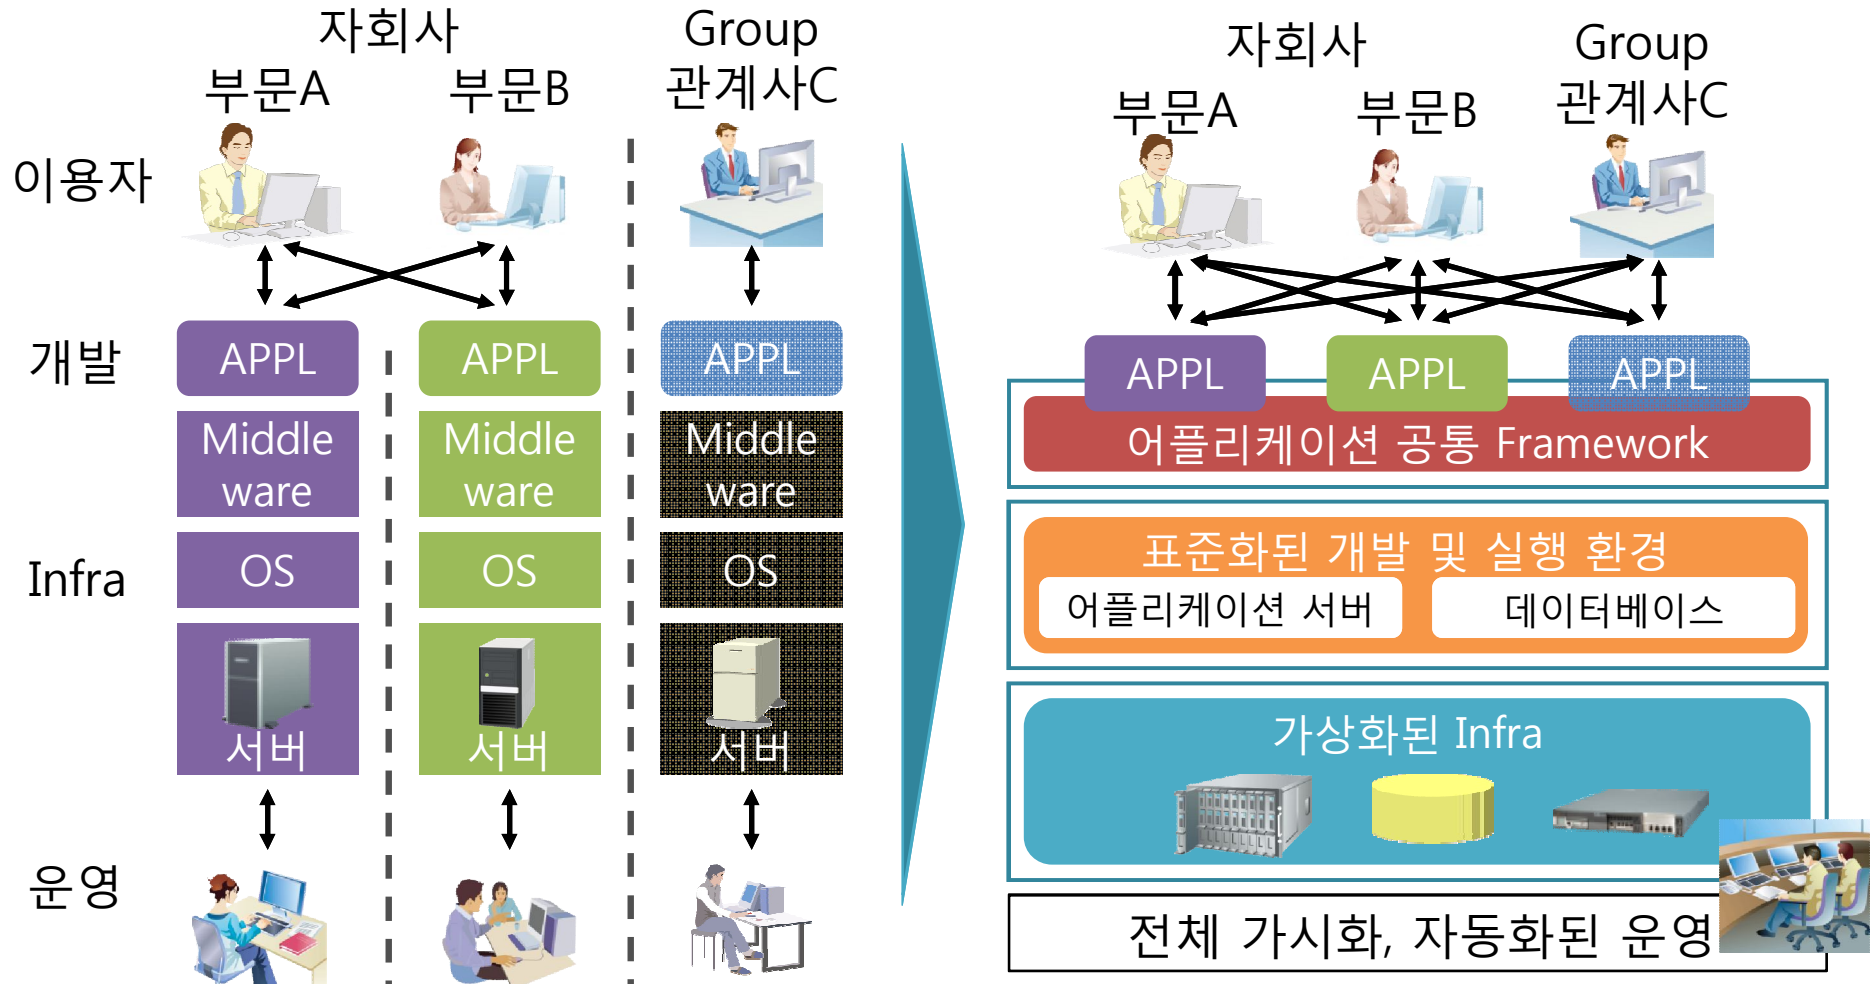 자회사
Group
부문A
부문B
관계사C
이용자
개발
APPL
APPL
APPL
Middle
ware
Middle
ware
Middle
ware
Infra
OS
OS
OS
서버
서버
서버
운영
자회사
Group
부문A
부문B
관계사C
APPL
APPL
APPL
어플리케이션 공통 Framework
표준화된 개발 및 실행 환경
어플리케이션 서버
데이터베이스
가상화된 Infra
전체 가시화, 자동화된 운영